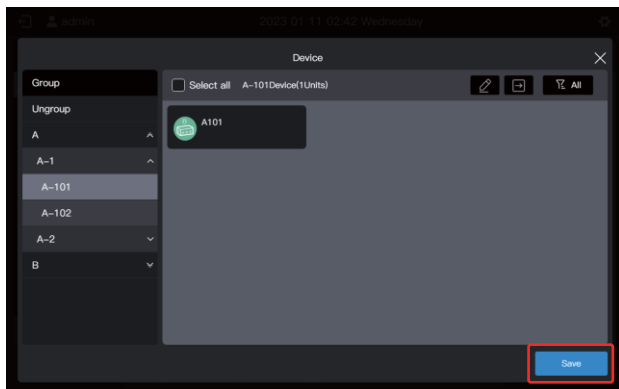 admin 2023 01 11 02:42 Wednesday
Device
Group
Select all A-101Device(1Units) All
Ungroup
A101
A
A-1
A-101
A-102
A-2
B
Save